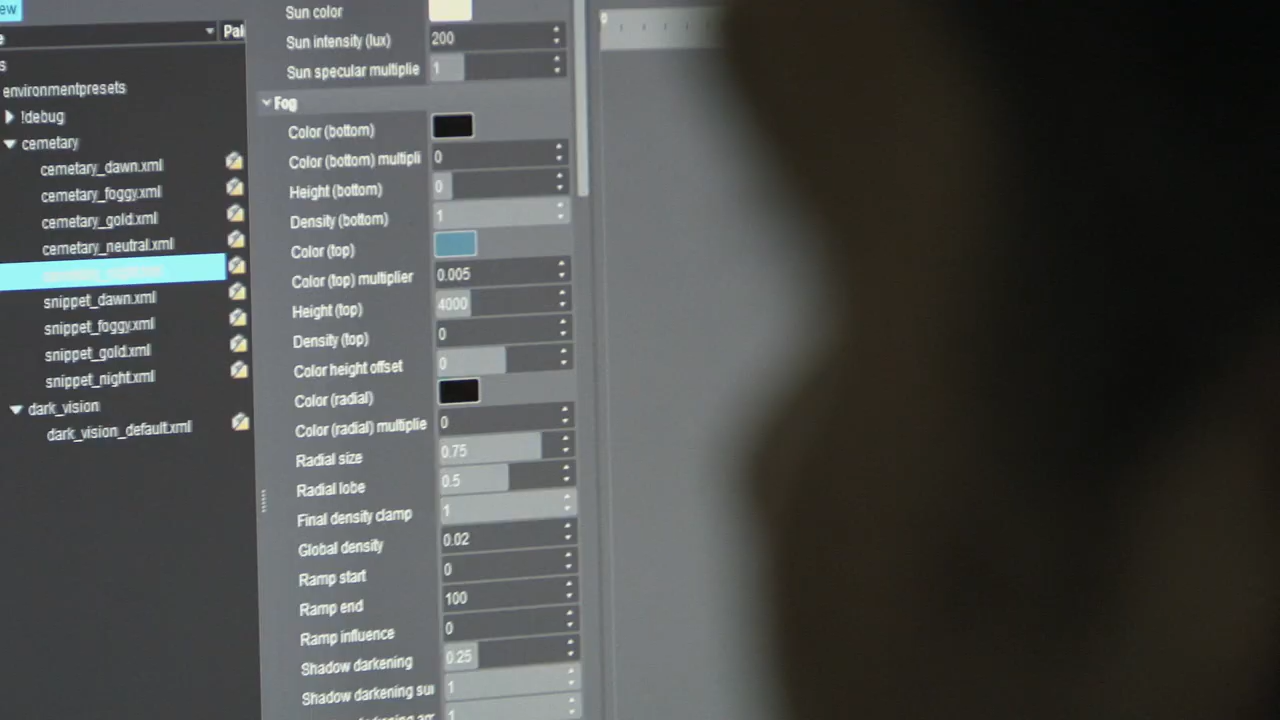 ew
Pal
environmentpresets
!debug
cemetary
cemetary_dawn.xml
cemetary_foggy.xml
cemetary_gold.xml
cemetary_neutral.xml
snippet_dawn.xml
snippet_foggy.xml
snippet_gold.xml
snippet_night.xml
dark_vision
dark_vision_default.xml
Sun color
Sun intensity (lux) 200
Sun specular multiplie 1
Fog
Color (bottom)
Color (bottom) multipli 0
Height (bottom) 0
Density (bottom) 1
Color (top)
Color (top) multiplier 0.005
Height (top) 4000
Density (top) 0
Color height offset 0
Color (radial)
Color (radial) multiplie 0
Radial size 0.75
Radial lobe 0.5
Final density clamp 1
Global density 0.02
Ramp start 0
Ramp end 100
Ramp influence 0
Shadow darkening 0.25
Shadow darkening sui 1
1
0